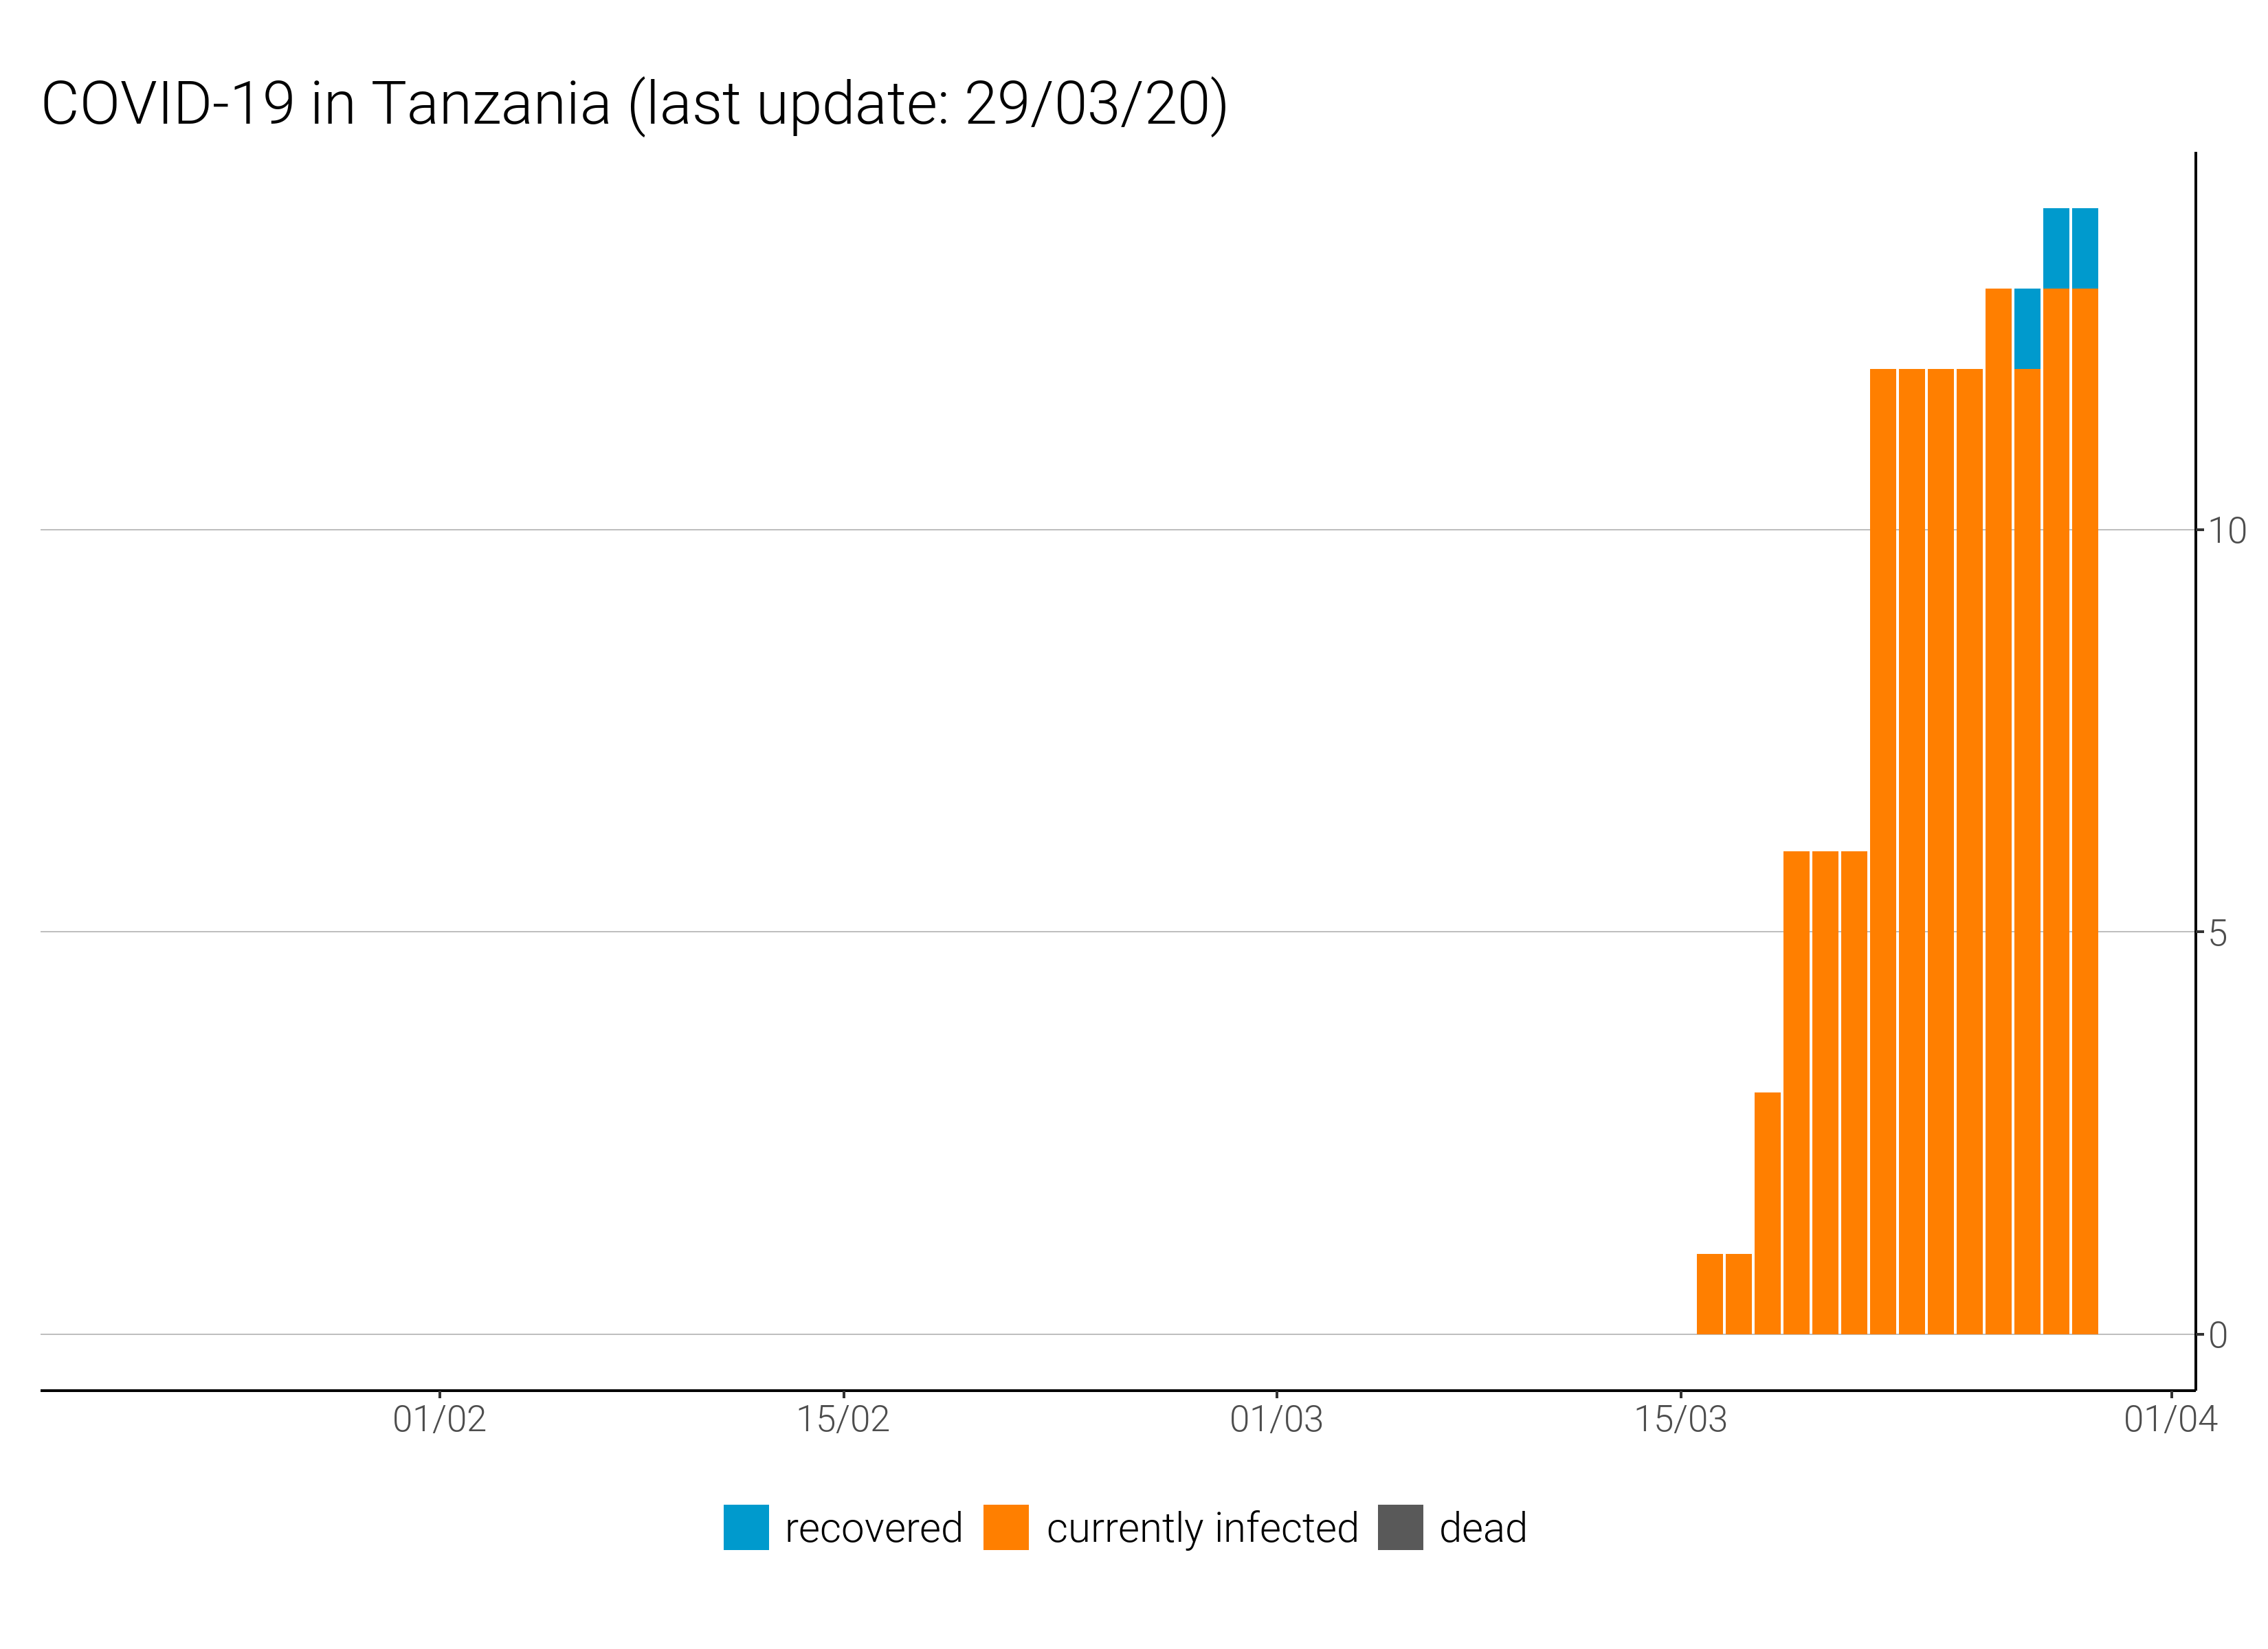 COVID-19 in Tanzania (last update: 29/03/20)
10
5
0
01/02 15/02 01/03 15/03 01/04
recovered currently infected dead